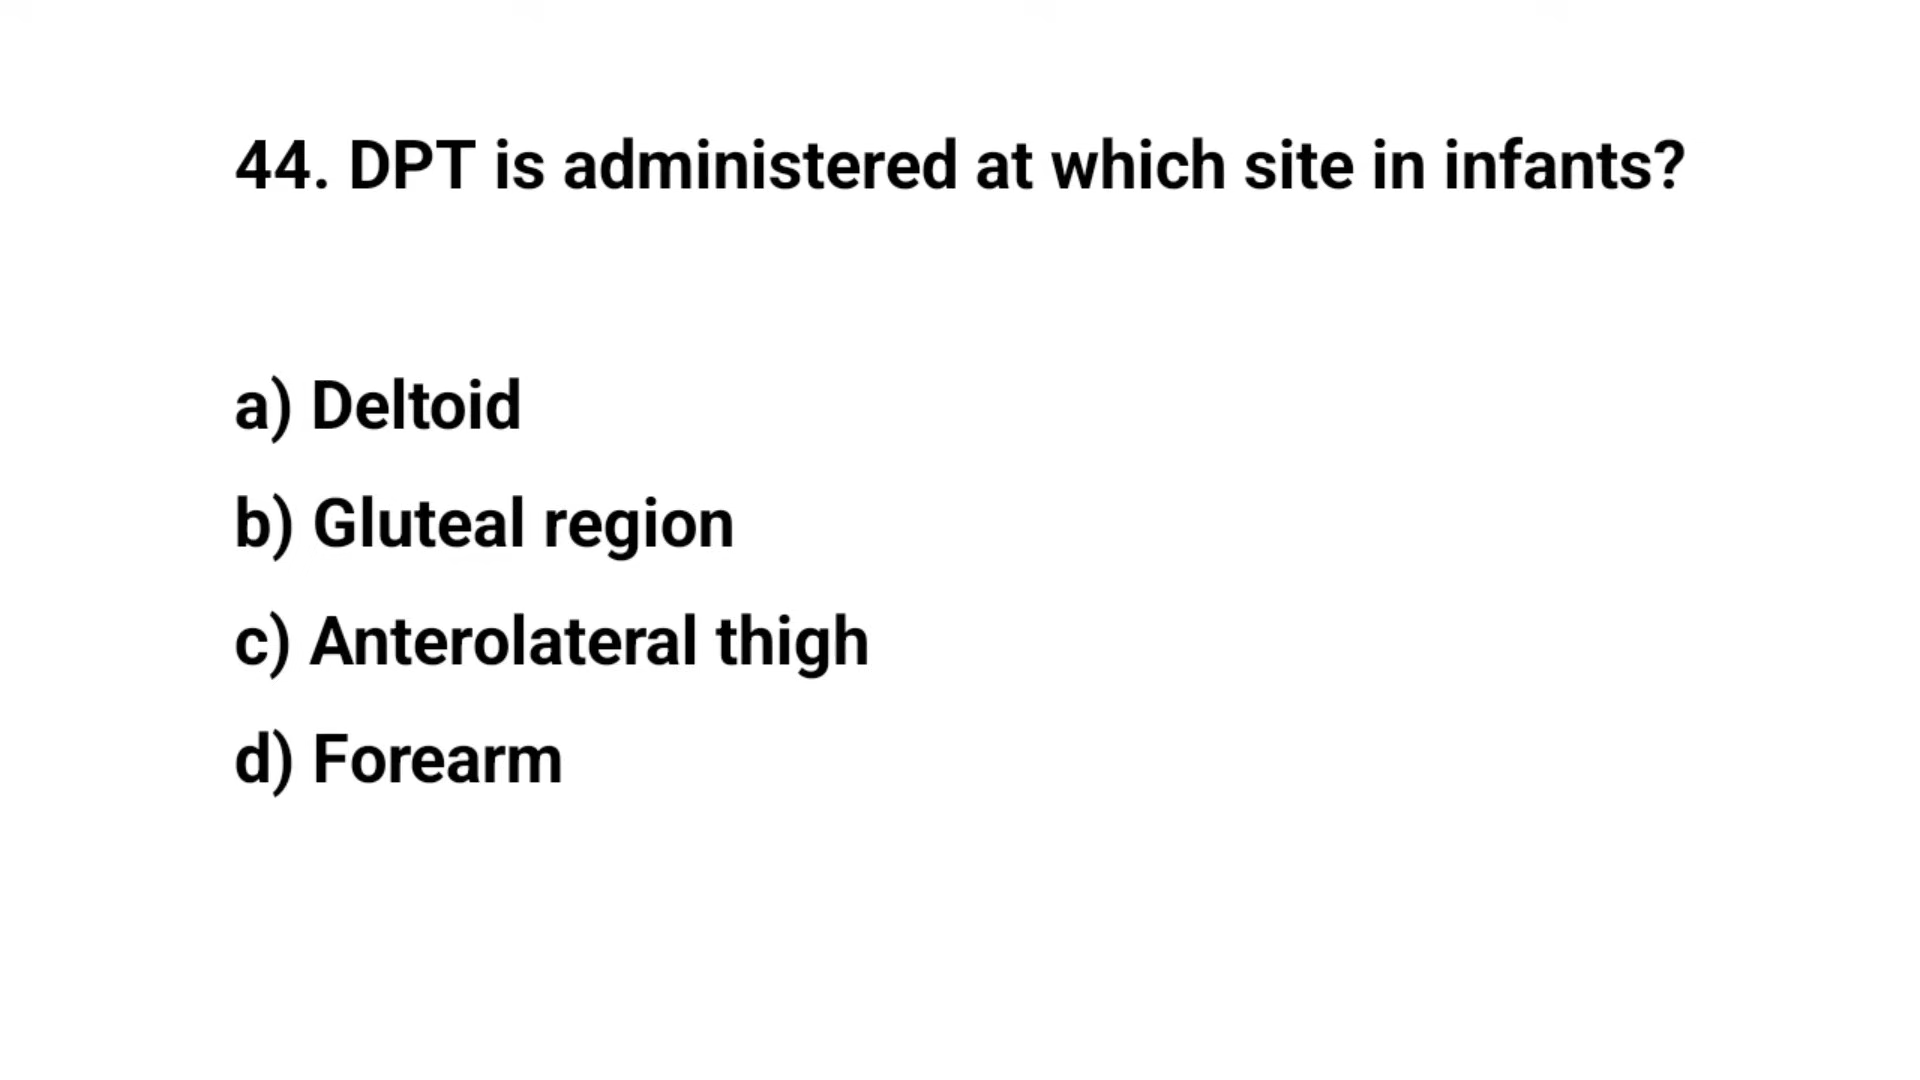 44. DPT is administered at which site in infants?
a) Deltoid
b) Gluteal region
c) Anterolateral thigh
d) Forearm